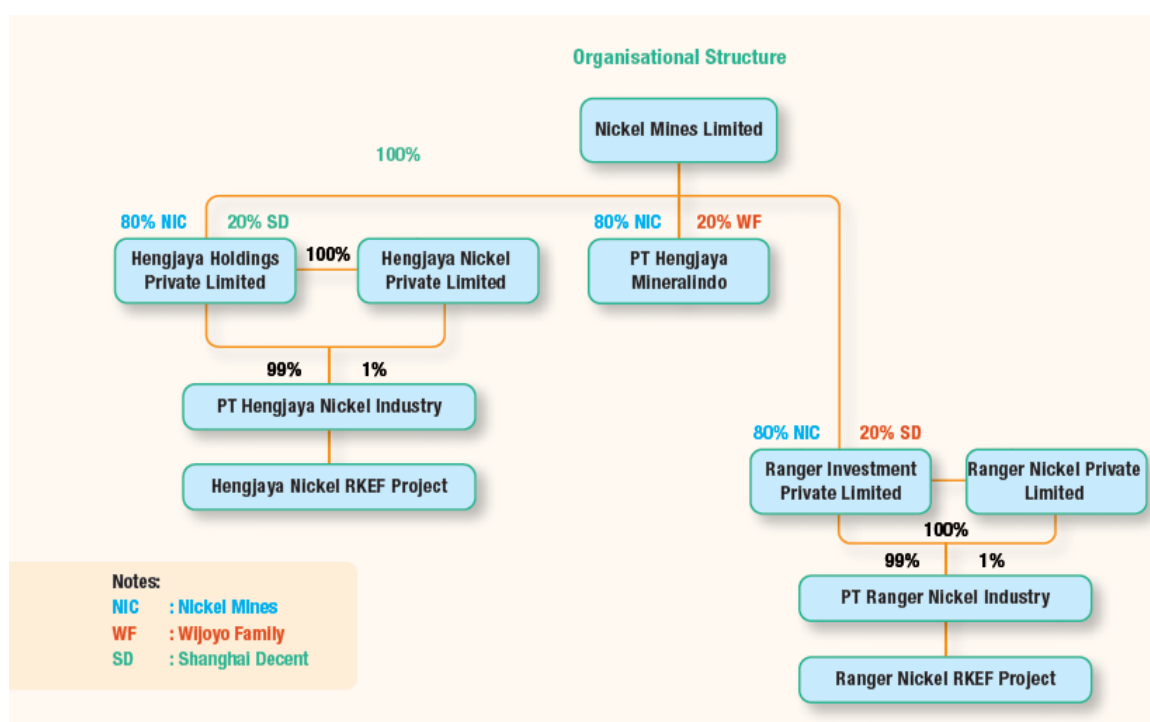 Organisational Structure
Nickel Mines Limited
100%
80% NIC 20% SD
80% NIC 20% WF
Hengjaya Holdings
Private Limited
100%
Hengjaya Nickel
Private Limited
PT Hengjaya
Mineralindo
99% 1%
PT Hengjaya Nickel Industry
Hengjaya Nickel RKEF Project
80% NIC 20% SD
Ranger Investment
Private Limited
Ranger Nickel Private
Limited
100%
99% 1%
PT Ranger Nickel Industry
Ranger Nickel RKEF Project
Notes:
NIC : Nickel Mines
WF : Wijoyo Family
SD : Shanghai Decent